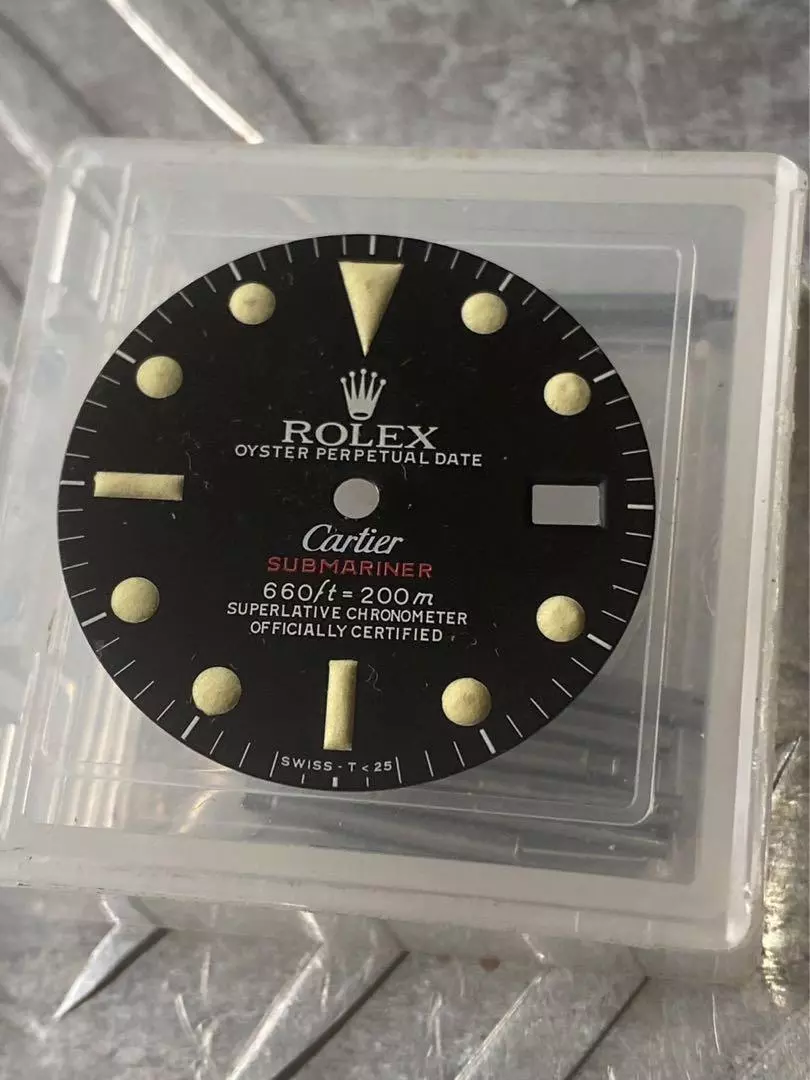 ROLEX
OYSTER PERPETUAL DATE
Cartier
SUBMARINER
660ft = 200m
SUPERLATIVE CHRONOMETER
OFFICIALLY CERTIFIED
SWISS - T < 25